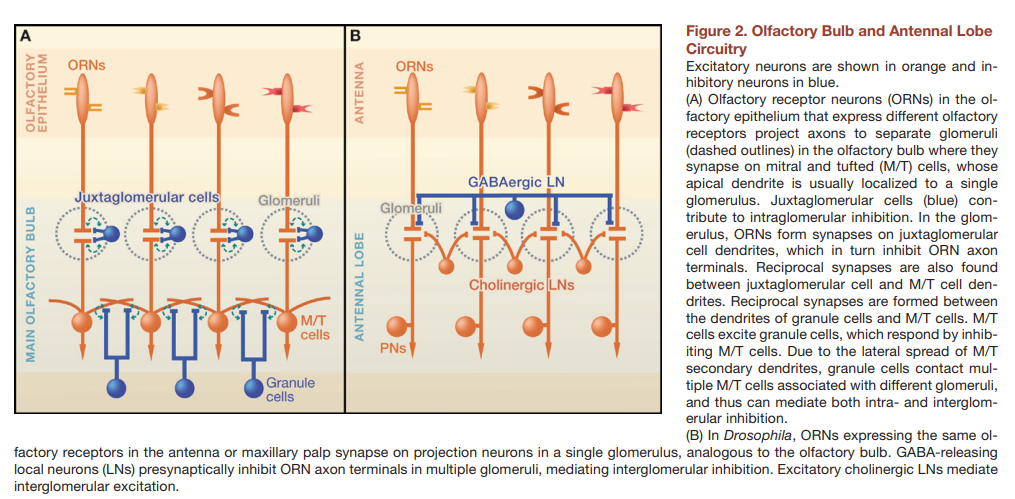 A
OLFACTORY
EPITHELIUM
ORNs
Juxtaglomerular cells
Glomeruli
MAIN OLFACTORY BULB
M/T
cells
Granule
cells
B
ANTENNA
ORNs
GABAergic LN
Glomeruli
Cholinergic LNs
ANTENNAL LOBE
PNs
Figure 2. Olfactory Bulb and Antennal Lobe
Circuitry
Excitatory neurons are shown in orange and in-
hibitory neurons in blue.
(A) Olfactory receptor neurons (ORNs) in the ol-
factory epithelium that express different olfactory
receptors project axons to separate glomeruli
(dashed outlines) in the olfactory bulb where they
synapse on mitral and tufted (M/T) cells, whose
apical dendrite is usually localized to a single
glomerulus. Juxtaglomerular cells (blue) con-
tribute to intraglomerular inhibition. In the glom-
erulus, ORNs form synapses on juxtaglomerular
cell dendrites, which in turn inhibit ORN axon
terminals. Reciprocal synapses are also found
between juxtaglomerular cell and M/T cell den-
drites. Reciprocal synapses are formed between
the dendrites of granule cells and M/T cells. M/T
cells excite granule cells, which respond by inhib-
iting M/T cells. Due to the lateral spread of M/T
secondary dendrites, granule cells contact mul-
tiple M/T cells associated with different glomeruli,
and thus can mediate both intra- and interglom-
erular inhibition.
(B) In Drosophila, ORNs expressing the same ol-
factory receptors in the antenna or maxillary palp synapse on projection neurons in a single glomerulus, analogous to the olfactory bulb. GABA-releasing
local neurons (LNs) presynaptically inhibit ORN axon terminals in multiple glomeruli, mediating interglomerular inhibition. Excitatory cholinergic LNs mediate
interglomerular excitation.